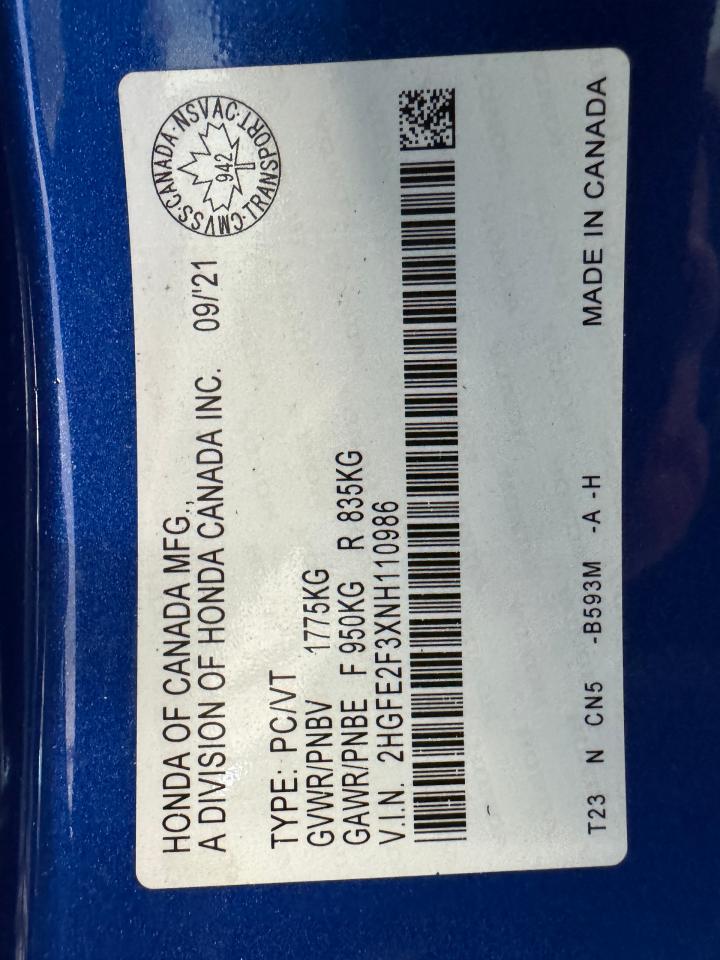 HONDA OF CANADA MFG.,
A DIVISION OF HONDA CANADA INC. 09/'21
CMVSS·CANADA·NSVAC·TRANSPORT·
942
TYPE: PC/VT
GVWR/PNBV 1775KG
GAWR/PNBE F 950KG R 835KG
V.I.N. 2HGFE2F3XNH110986
T23 N CN5 -B593M -A -H MADE IN CANADA